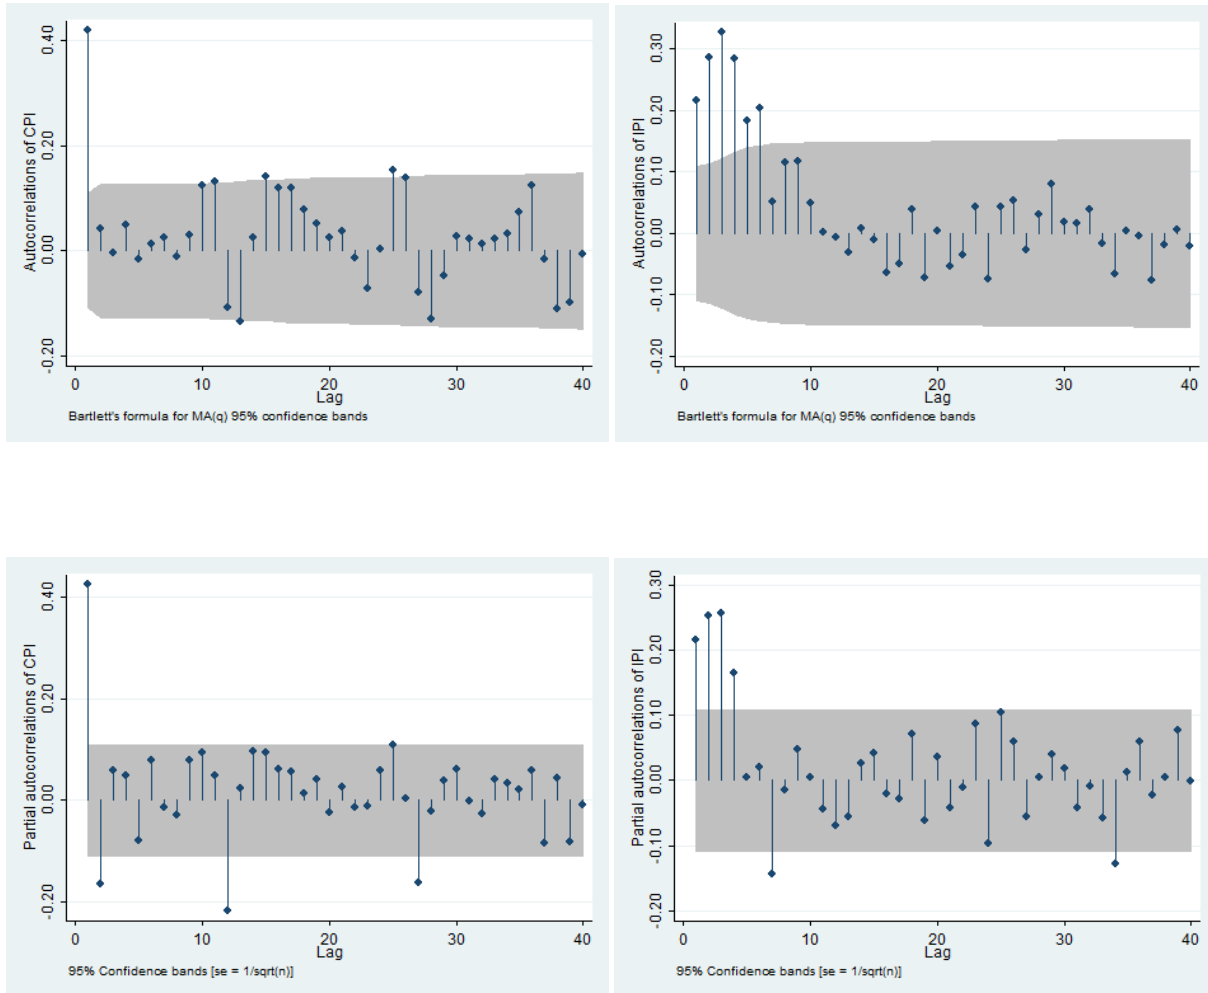 Autocorrelations of CPI
0.40
0.20
0.00
-0.20
0 10 20 30 40
Lag
Bartlett's formula for MA(q) 95% confidence bands
Autocorrelations of IPI
0.30
0.20
0.10
0.00
-0.10
-0.20
0 10 20 30 40
Lag
Bartlett's formula for MA(q) 95% confidence bands
Partial autocorrelations of CPI
0.40
0.20
0.00
-0.20
0 10 20 30 40
Lag
95% Confidence bands [se = 1/sqrt(n)]
Partial autocorrelations of IPI
0.30
0.20
0.10
0.00
-0.10
-0.20
0 10 20 30 40
Lag
95% Confidence bands [se = 1/sqrt(n)]